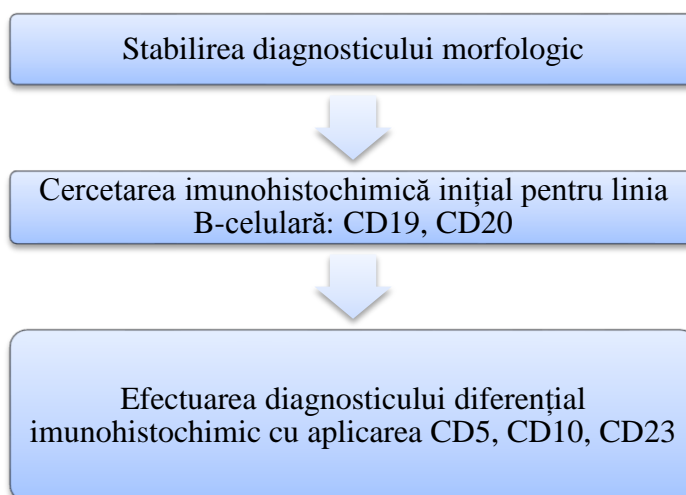 Stabilirea diagnosticului morfologic
Cercetarea imunohistochimică inițial pentru linia
B-celulară: CD19, CD20
Efectuarea diagnosticului diferențial
imunohistochimic cu aplicarea CD5, CD10, CD23